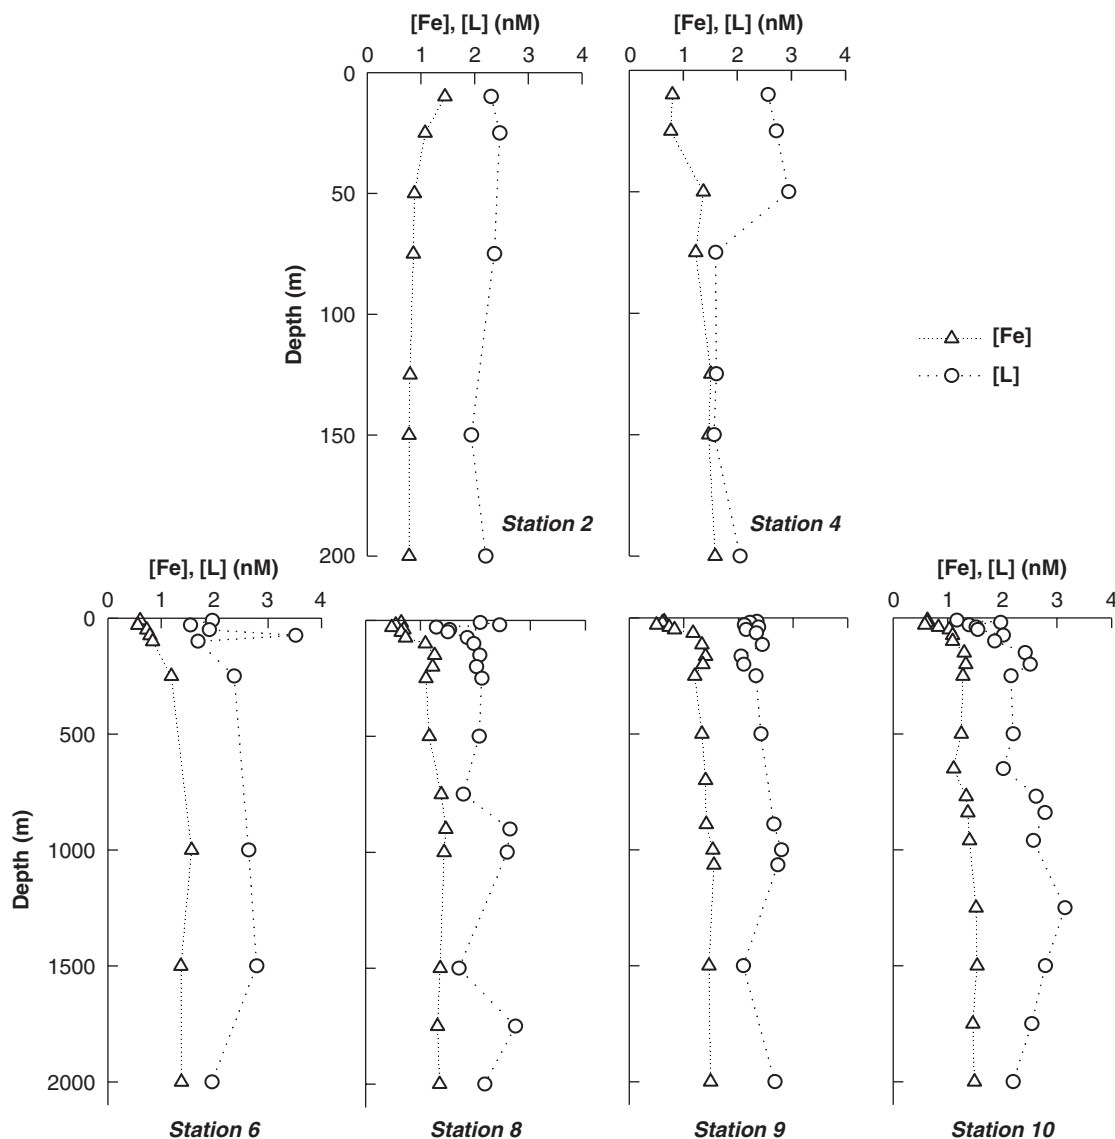 [Fe], [L] (nM) [Fe], [L] (nM)
0 1 2 3 4 0 1 2 3 4
0
50
100
150
200
Depth (m)
[Fe]
[L]
Station 2 Station 4
[Fe], [L] (nM) [Fe], [L] (nM)
0 1 2 3 4 0 1 2 3 4
0
500
1000
1500
2000
Depth (m)
Station 6 Station 8 Station 9 Station 10